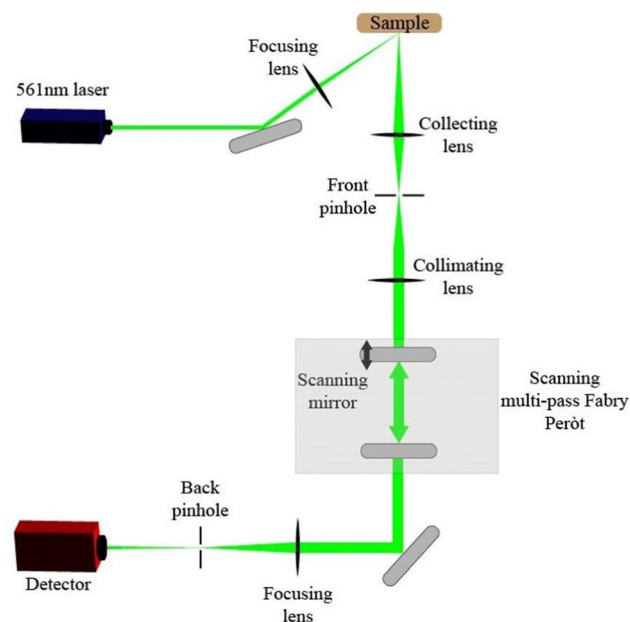 Sample
Focusing
lens
561nm laser
Collecting
lens
Front
pinhole
Collimating
lens
Scanning
mirror
Scanning
multi-pass Fabry
Peròt
Back
pinhole
Detector
Focusing
lens